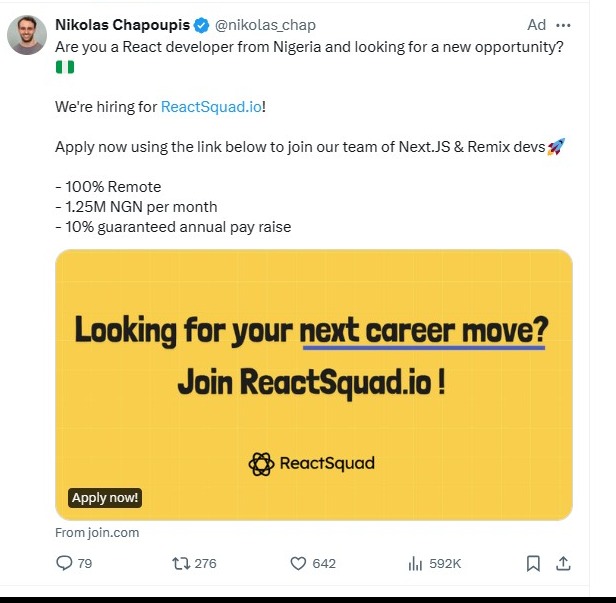 Nikolas Chapoupis @nikolas_chap Ad
Are you a React developer from Nigeria and looking for a new opportunity?
🇳🇬
We're hiring for ReactSquad.io!
Apply now using the link below to join our team of Next.JS & Remix devs🚀
- 100% Remote
- 1.25M NGN per month
- 10% guaranteed annual pay raise
Looking for your next career move?
Join ReactSquad.io !
ReactSquad
Apply now!
From join.com
79 276 642 592K